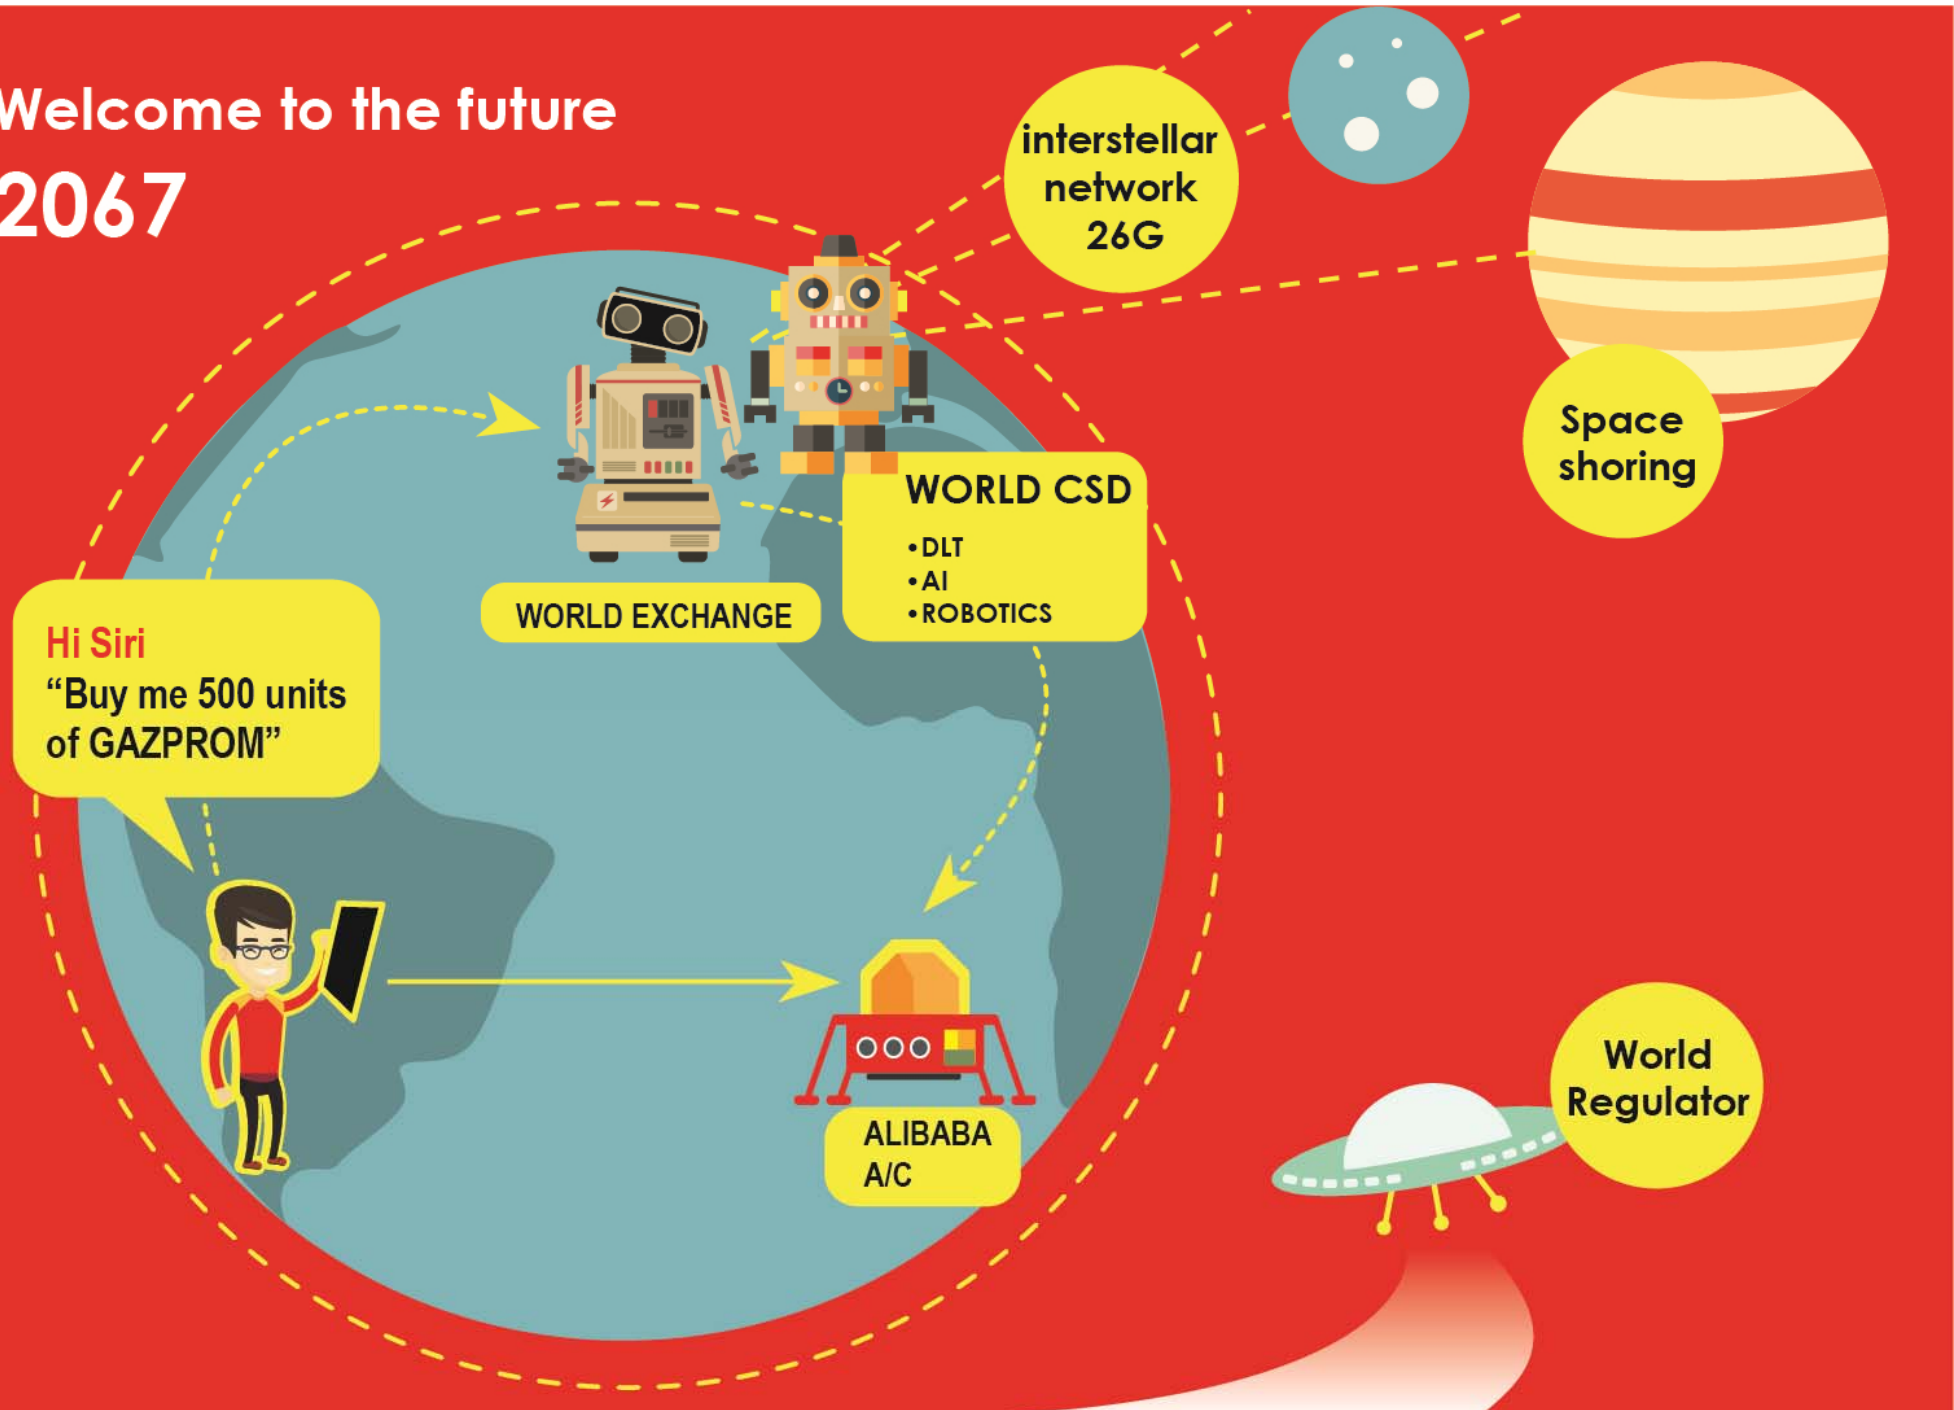 Welcome to the future
2067
interstellar
network
26G
Space
shoring
WORLD CSD
•DLT
•AI
•ROBOTICS
WORLD EXCHANGE
Hi Siri
“Buy me 500 units
of GAZPROM”
ALIBABA
A/C
World
Regulator